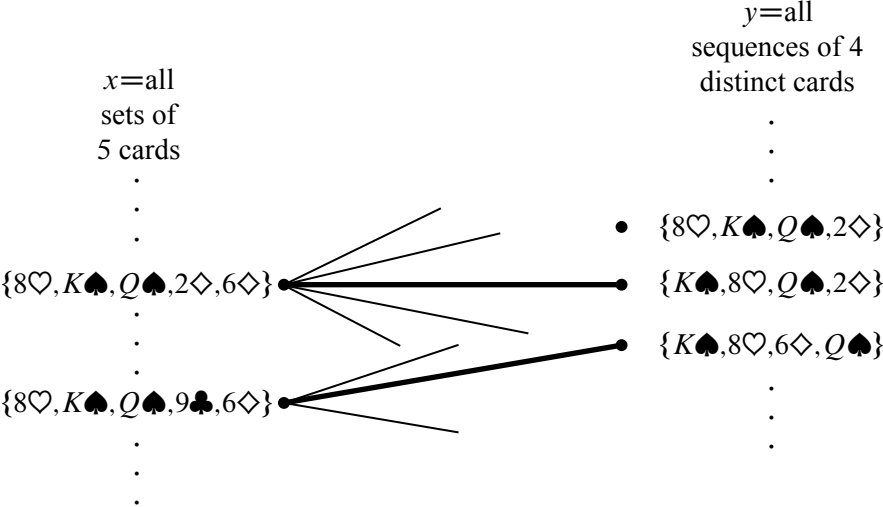 x=all
sets of
5 cards
{8♡,K♠,Q♠,2♢,6♢}
{8♡,K♠,Q♠,9♣,6♢}
y=all
sequences of 4
distinct cards
{8♡,K♠,Q♠,2♢}
{K♠,8♡,Q♠,2♢}
{K♠,8♡,6♢,Q♠}